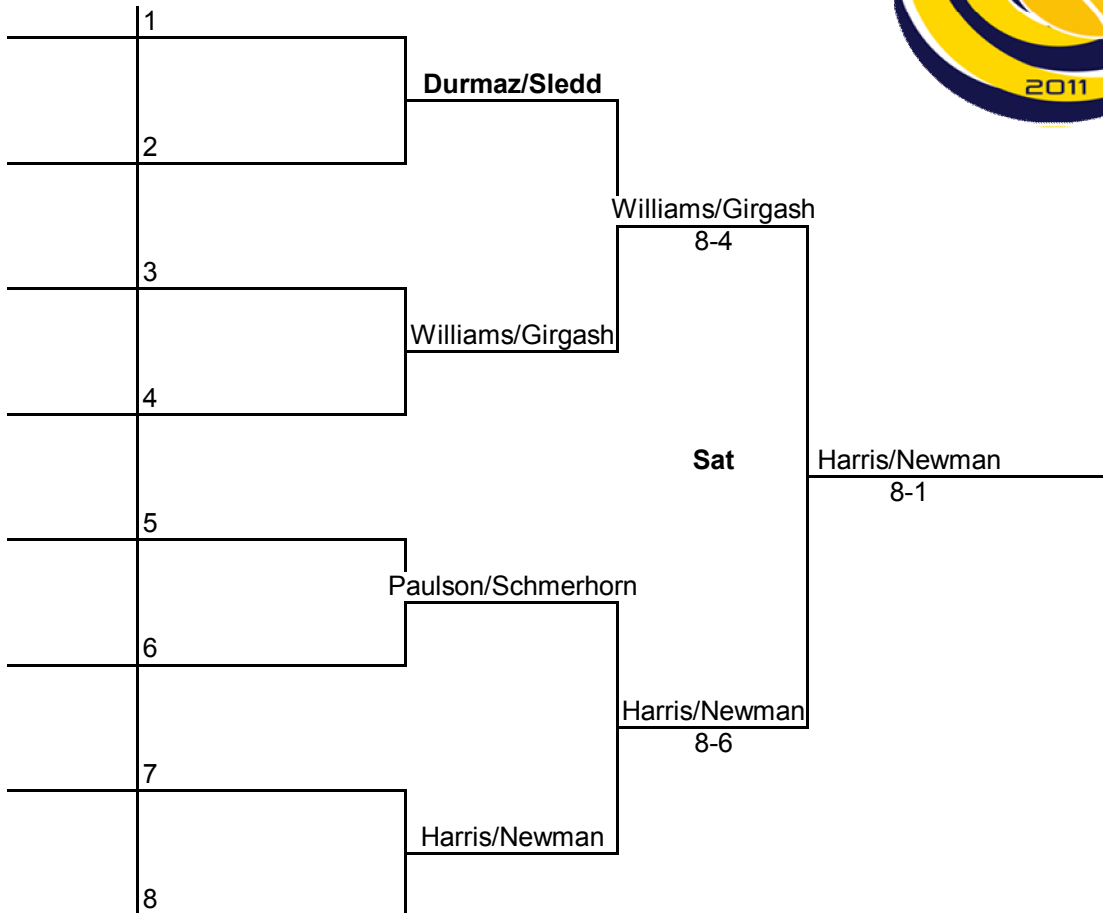 1
2011
Durmaz/Sledd
2
Williams/Girgash
8-4
3
Williams/Girgash
4
Sat
Harris/Newman
8-1
5
Paulson/Schmerhorn
6
Harris/Newman
8-6
7
Harris/Newman
8